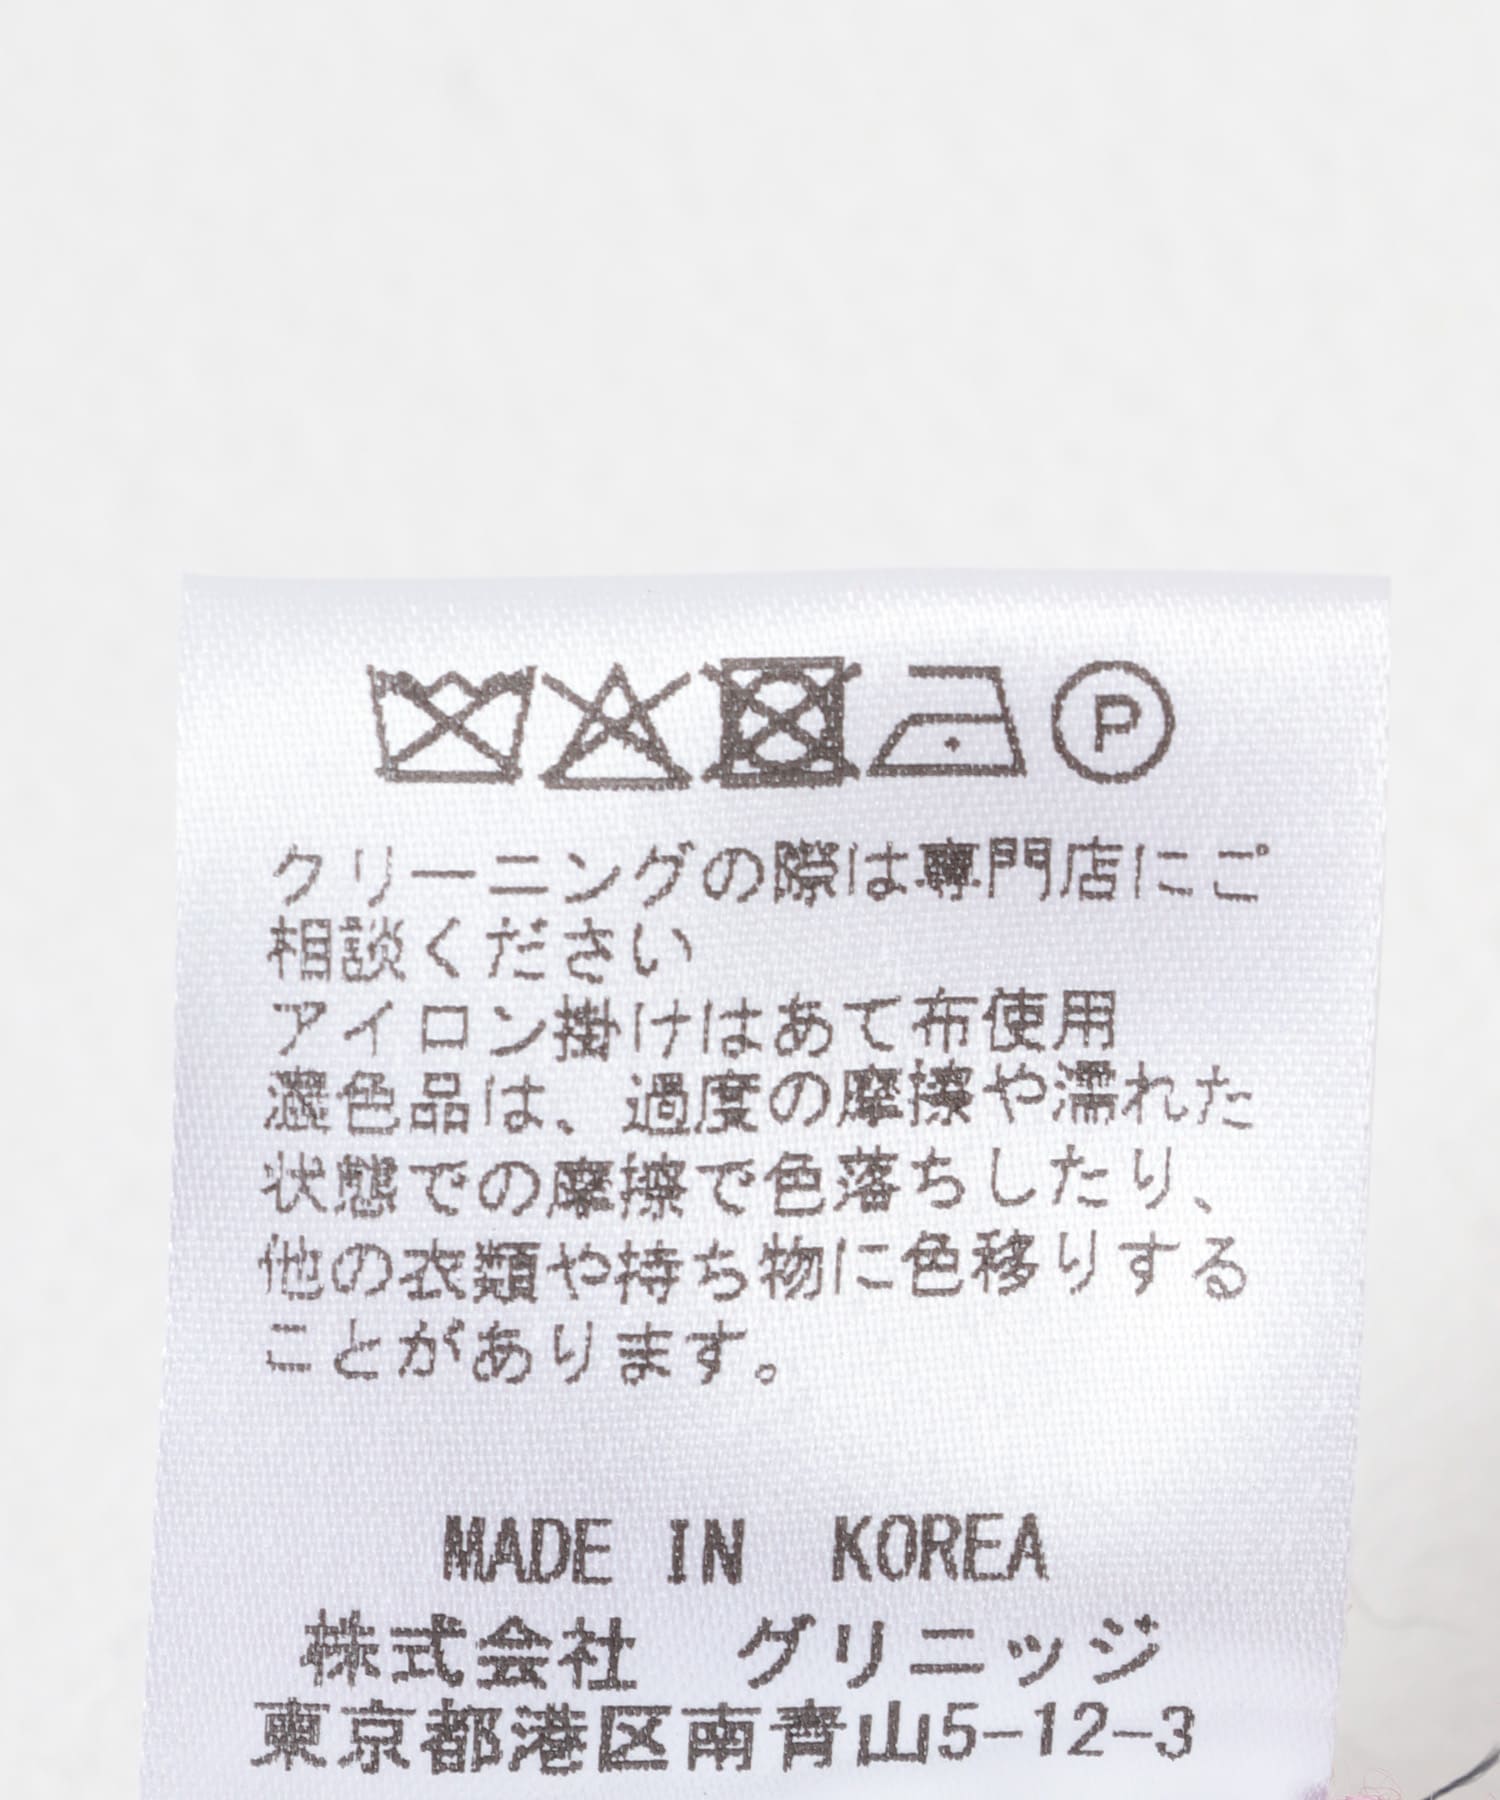 P
クリーニングの際は専門店にご
相談ください
アイロン掛けはあて布使用
濃色品は、過度の摩擦や濡れた
状態での摩擦で色落ちしたり、
他の衣類や持ち物に色移りする
ことがあります。
MADE IN KOREA
株式会社 グリニッジ
東京都港区南青山5-12-3